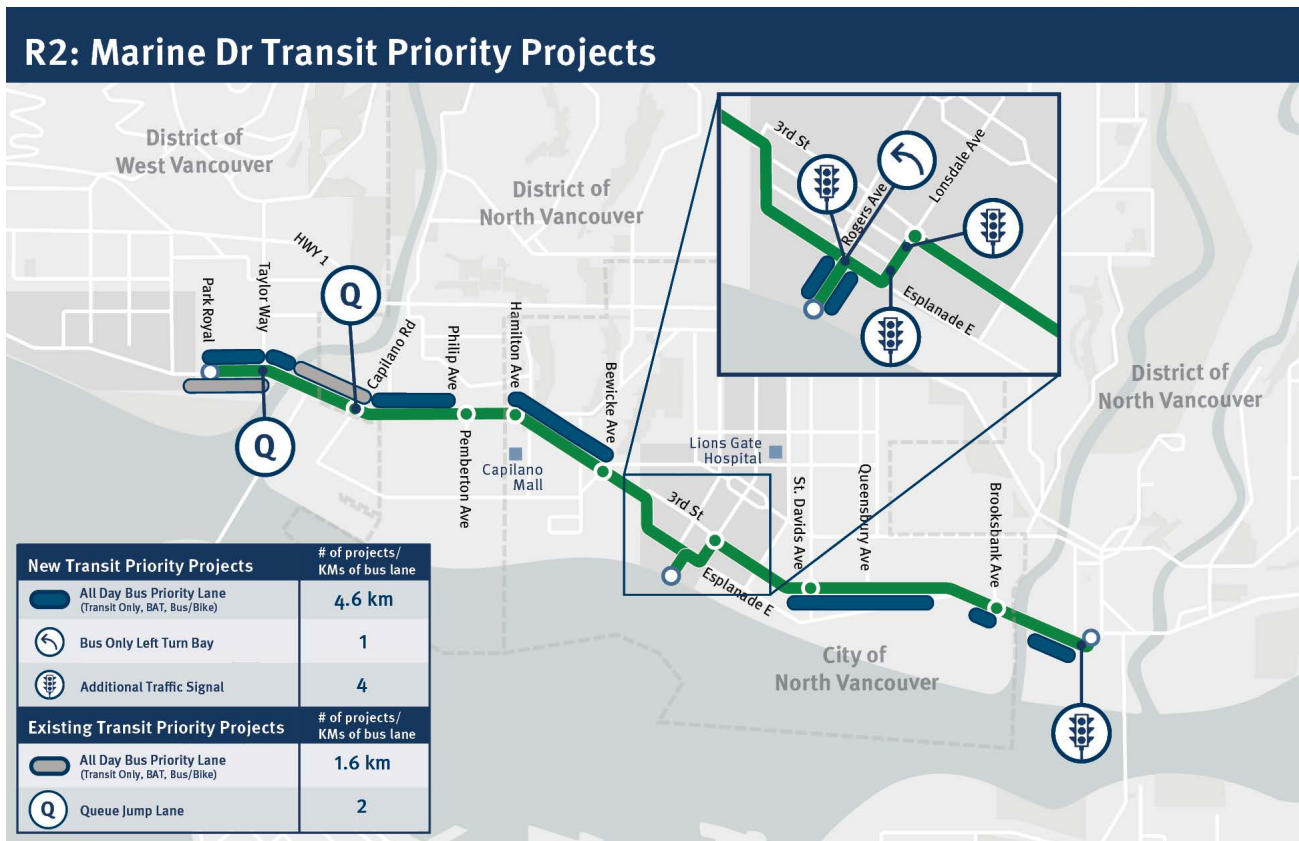 R2: Marine Dr Transit Priority Projects
District of
West Vancouver
District of
North Vancouver
HWY 1
Q
Park Royal
Taylor Way
Q
Capilano Rd
Philip Ave
Pemberton Ave
Hamilton Ave
Capilano
Mall
Bewicke Ave
3rd St
Rogers Ave
Lonsdale Ave
Esplanade E
3rd St
Esplanade E
Lions Gate
Hospital
St. Davids Ave
Queensbury Ave
Brooksbank Ave
District of
North Vancouver
City of
North Vancouver
New Transit Priority Projects
# of projects/
KMs of bus lane
All Day Bus Priority Lane
(Transit Only, BAT, Bus/Bike)
4.6 km
Bus Only Left Turn Bay
1
Additional Traffic Signal
4
Existing Transit Priority Projects
# of projects/
KMs of bus lane
All Day Bus Priority Lane
(Transit Only, BAT, Bus/Bike)
1.6 km
Q
Queue Jump Lane
2